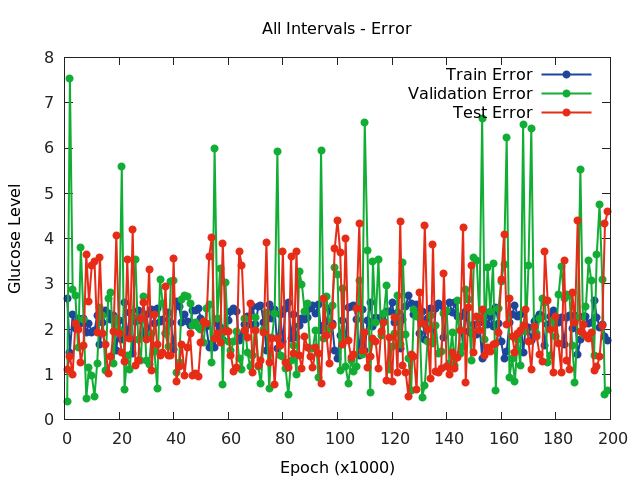 All Intervals - Error
Train Error
Validation Error
Test Error
8
7
6
5
4
3
2
1
0
Glucose Level
0 20 40 60 80 100 120 140 160 180 200
Epoch (x1000)